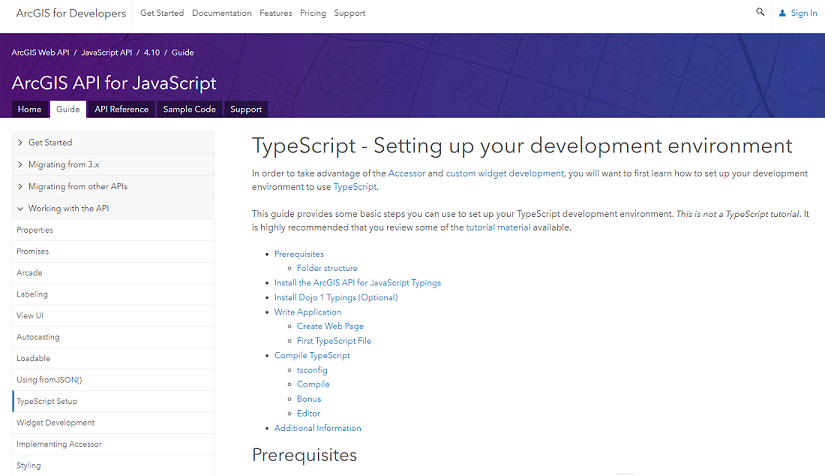 ArcGIS for Developers
Get Started Documentation Features Pricing Support
Sign In
ArcGIS Web API / JavaScript API / 4.10 / Guide
ArcGIS API for JavaScript
Home Guide API Reference Sample Code Support
Get Started
Migrating from 3.x
Migrating from other APIs
Working with the API
Properties
Promises
Arcade
Labeling
View UI
Autocasting
Loadable
Using fromJSON()
TypeScript Setup
Widget Development
Implementing Accessor
Styling
TypeScript - Setting up your development environment
In order to take advantage of the Accessor and custom widget development, you will want to first learn how to set up your development
environment to use TypeScript.
This guide provides some basic steps you can use to set up your TypeScript development environment. This is not a TypeScript tutorial. It
is highly recommended that you review some of the tutorial material available.
Prerequisites
Folder structure
Install the ArcGIS API for JavaScript Typings
Install Dojo 1 Typings (Optional)
Write Application
Create Web Page
First TypeScript File
Compile TypeScript
tsconfig
Compile
Bonus
Editor
Additional Information
Prerequisites